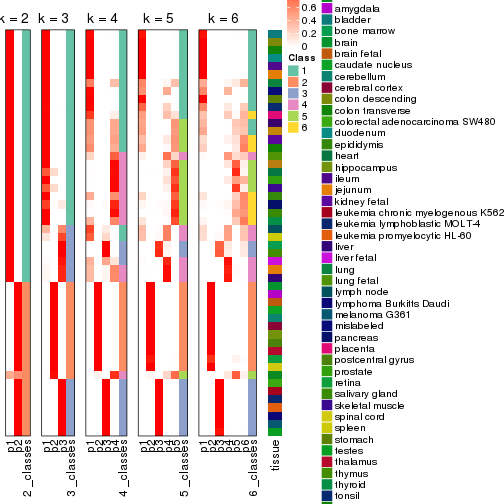 k = 2
k = 3
k = 4
k = 5
k = 6
0.6
0.4
0.2
0
Class
1
2
3
4
5
6
amygdala
bladder
bone marrow
brain
brain fetal
caudate nucleus
cerebellum
cerebral cortex
colon descending
colon transverse
colorectal adenocarcinoma SW480
duodenum
epididymis
heart
hippocampus
ileum
jejunum
kidney fetal
leukemia chronic myelogenous K562
leukemia lymphoblastic MOLT-4
leukemia promyelocytic HL-60
liver
liver fetal
lung
lung fetal
lymph node
lymphoma Burkitts Daudi
melanoma G361
mislabeled
pancreas
placenta
postcentral gyrus
prostate
retina
salivary gland
skeletal muscle
spinal cord
spleen
stomach
testes
thalamus
thymus
thyroid
tonsil
p1
p2
2_classes
p1
p2
p3
3_classes
p1
p2
p3
p4
4_classes
p1
p2
p3
p4
p5
5_classes
p1
p2
p3
p4
p5
p6
6_classes
tissue